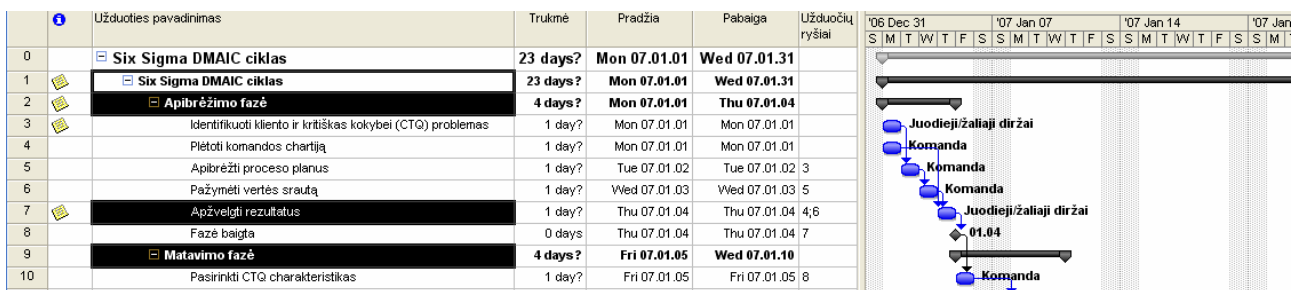 Užduoties pavadinimas Trukmė Pradžia Pabaiga Užduočių ryšiai '06 Dec 31 '07 Jan 07 '07 Jan 14 '07 Jan
S M T W T F S S M T W T F S S M T W T F S S M
0 Six Sigma DMAIC ciklas 23 days? Mon 07.01.01 Wed 07.01.31
1 Six Sigma DMAIC ciklas 23 days? Mon 07.01.01 Wed 07.01.31
2 Apibrėžimo fazė 4 days? Mon 07.01.01 Thu 07.01.04
3 Identifikuoti kliento ir kritiškas kokybei (CTQ) problemas 1 day? Mon 07.01.01 Mon 07.01.01 Juodieji/žaliaji diržai
4 Plėtoti komandos chartiją 1 day? Mon 07.01.01 Mon 07.01.01 Komanda
5 Apibrėžti proceso planus 1 day? Tue 07.01.02 Tue 07.01.02 3 Komanda
6 Pažymėti vertės srautą 1 day? Wed 07.01.03 Wed 07.01.03 5 Komanda
7 Apžvelgti rezultatus 1 day? Thu 07.01.04 Thu 07.01.04 4;6 Juodieji/žaliaji diržai
8 Fazė baigta 0 days Thu 07.01.04 Thu 07.01.04 7 01.04
9 Matavimo fazė 4 days? Fri 07.01.05 Wed 07.01.10
10 Pasirinkti CTQ charakteristikas 1 day? Fri 07.01.05 Fri 07.01.05 8 Komanda